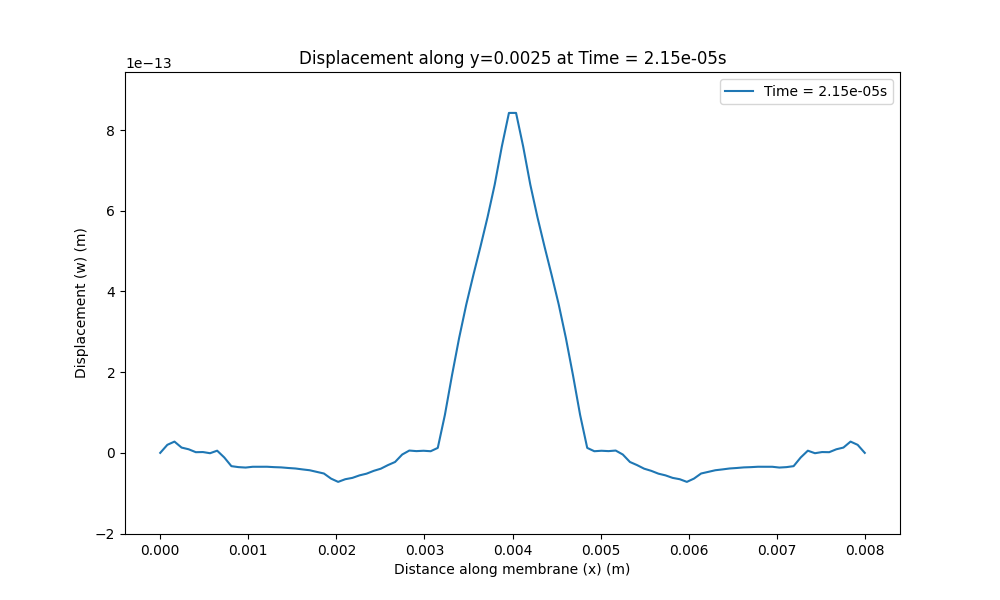 Displacement along y=0.0025 at Time = 2.15e-05s
1e−13
Time = 2.15e-05s
8
6
4
2
0
−2
Displacement (w) (m)
0.000 0.001 0.002 0.003 0.004 0.005 0.006 0.007 0.008
Distance along membrane (x) (m)